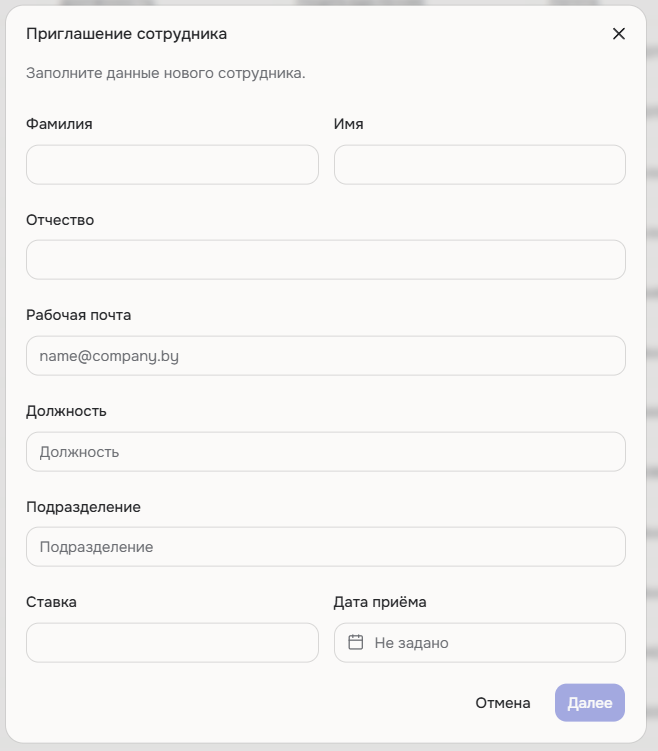 Приглашение сотрудника
Заполните данные нового сотрудника.
Фамилия
Имя
Отчество
Рабочая почта
name@company.by
Должность
Должность
Подразделение
Подразделение
Ставка
Дата приёма
Не задано
Отмена
Далее